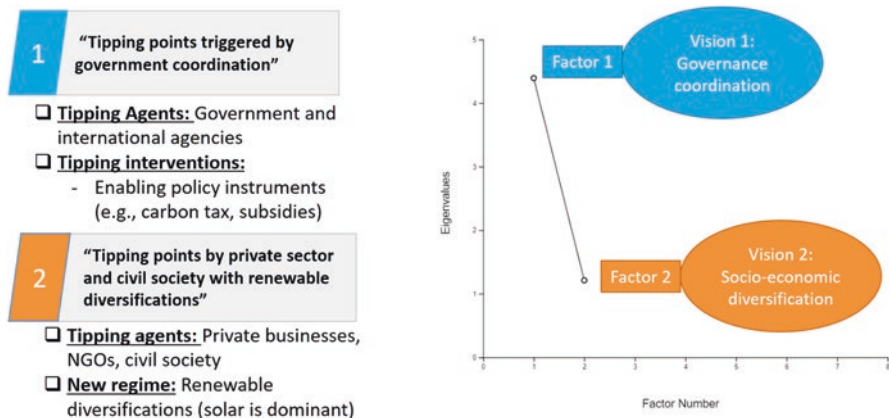 1
“Tipping points triggered by
government coordination”
Tipping Agents: Government and
international agencies
Tipping interventions:
- Enabling policy instruments
(e.g., carbon tax, subsidies)
2
“Tipping points by private sector
and civil society with renewable
diversifications”
Tipping agents: Private businesses,
NGOs, civil society
New regime: Renewable
diversifications (solar is dominant)
Eigenvalues
5
4
3
2
1
0
0 1 2 3 4 5 6 7 8
Factor Number
Factor 1
Vision 1:
Governance
coordination
Factor 2
Vision 2:
Socio-economic
diversification